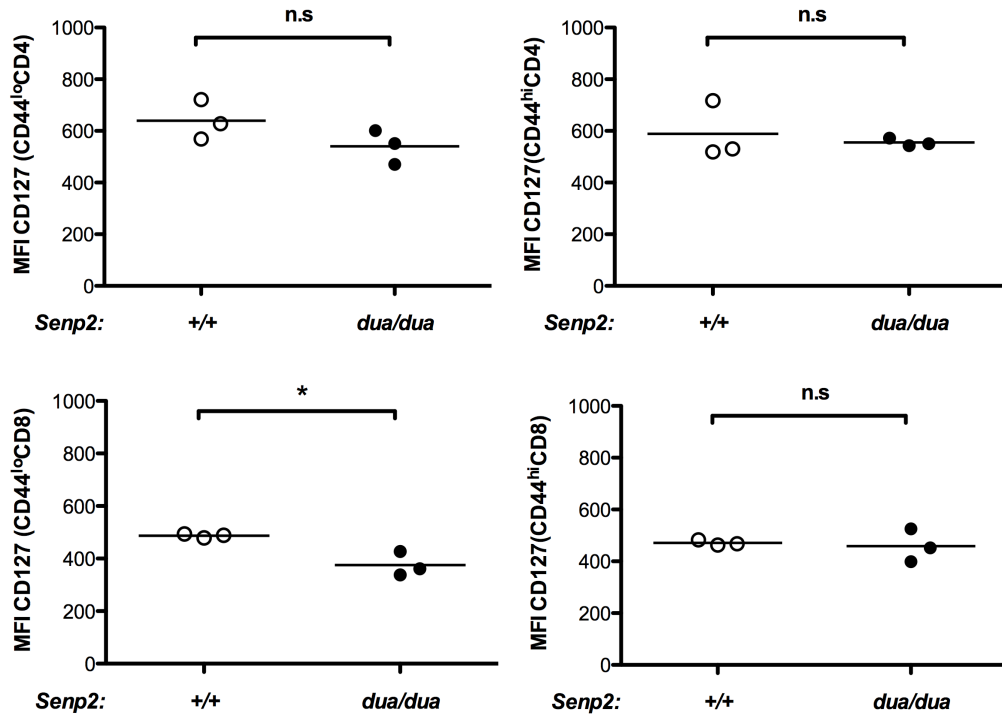 n.s
MFI CD127 (CD44loCD4)
1000
800
600
400
200
0
Senp2: +/+ dua/dua
n.s
MFI CD127(CD44hiCD4)
1000
800
600
400
200
0
Senp2: +/+ dua/dua
*
MFI CD127 (CD44loCD8)
1000
800
600
400
200
0
Senp2: +/+ dua/dua
n.s
MFI CD127(CD44hiCD8)
1000
800
600
400
200
0
Senp2: +/+ dua/dua